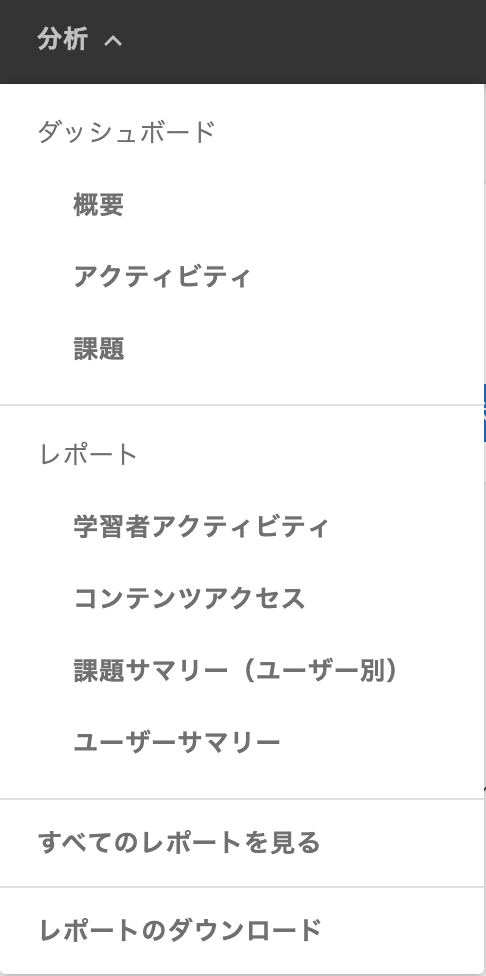 分析
ダッシュボード
概要
アクティビティ
課題
レポート
学習者アクティビティ
コンテンツアクセス
課題サマリー（ユーザー別）
ユーザーサマリー
すべてのレポートを見る
レポートのダウンロード